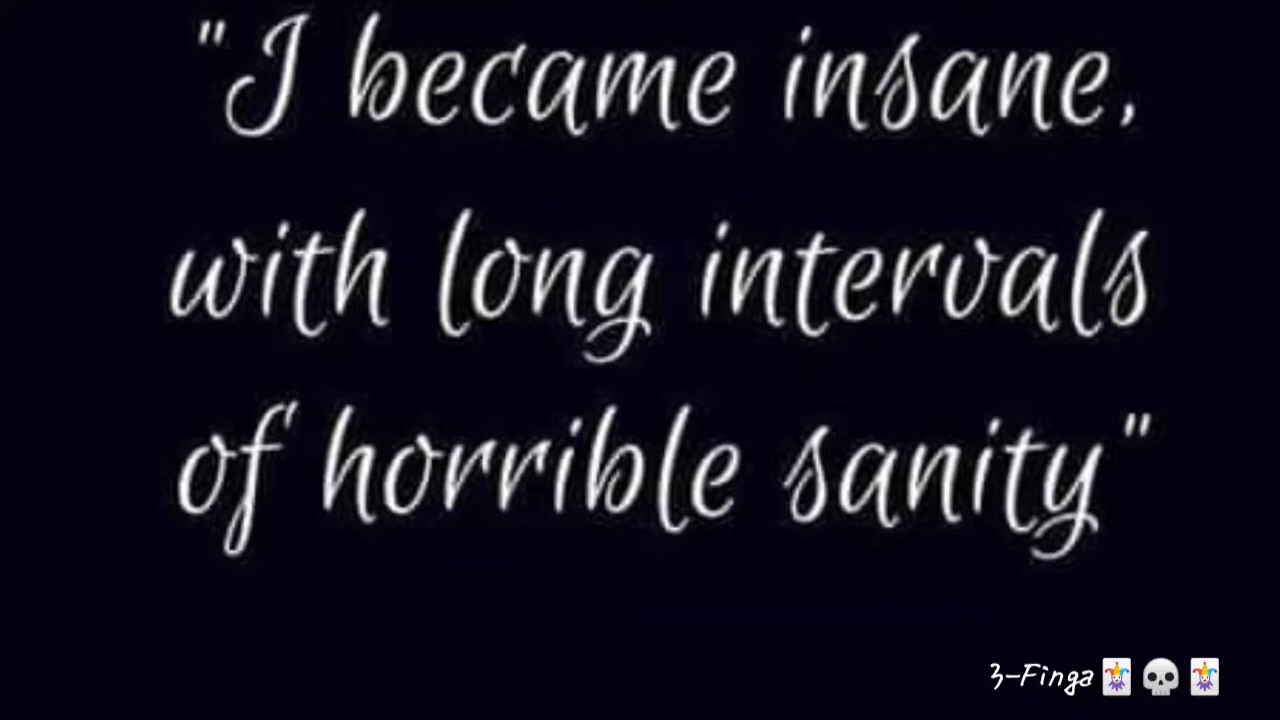 "I became insane,
with long intervals
of horrible sanity"
3-Finga🃏💀🃏